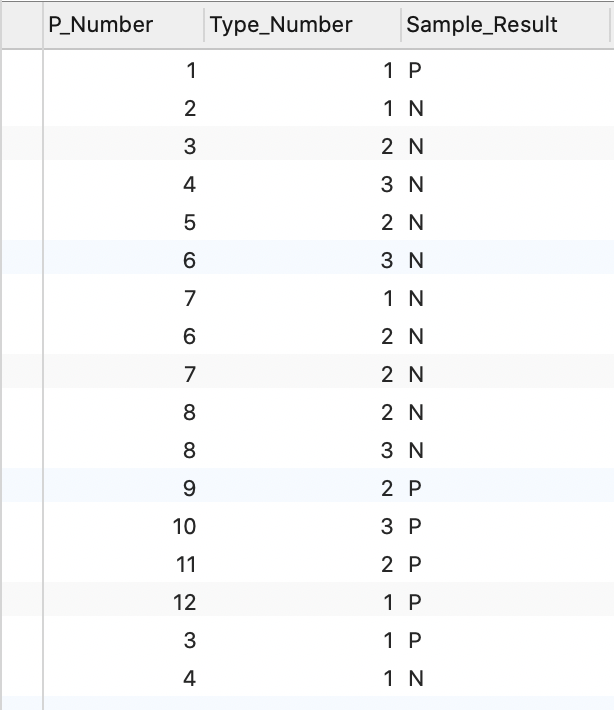 P_Number Type_Number Sample_Result
1 1 P
2 1 N
3 2 N
4 3 N
5 2 N
6 3 N
7 1 N
6 2 N
7 2 N
8 2 N
8 3 N
9 2 P
10 3 P
11 2 P
12 1 P
3 1 P
4 1 N